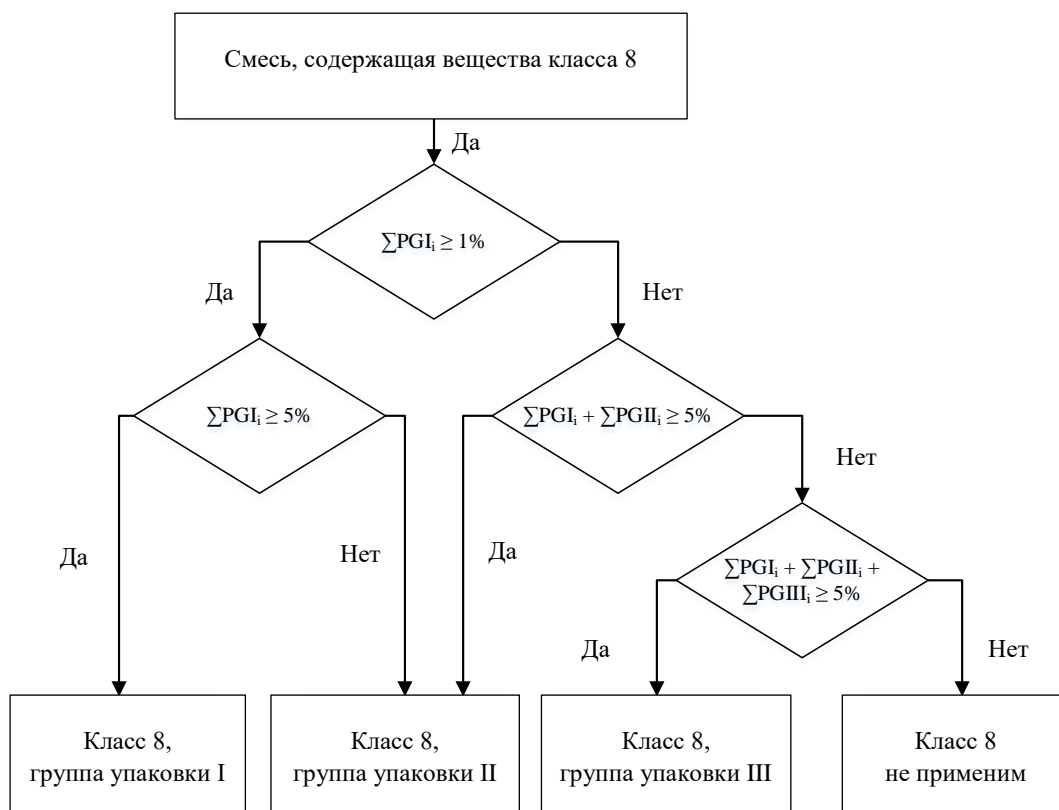 Смесь, содержащая вещества класса 8
Да
∑PGIᵢ ≥ 1%
Да
Нет
∑PGIᵢ ≥ 5%
∑PGIᵢ + ∑PGIIᵢ ≥ 5%
Да
Нет
Да
Нет
∑PGIᵢ + ∑PGIIᵢ +
∑PGIIIᵢ ≥ 5%
Да
Нет
Класс 8,
группа упаковки I
Класс 8,
группа упаковки II
Класс 8,
группа упаковки III
Класс 8
не применим